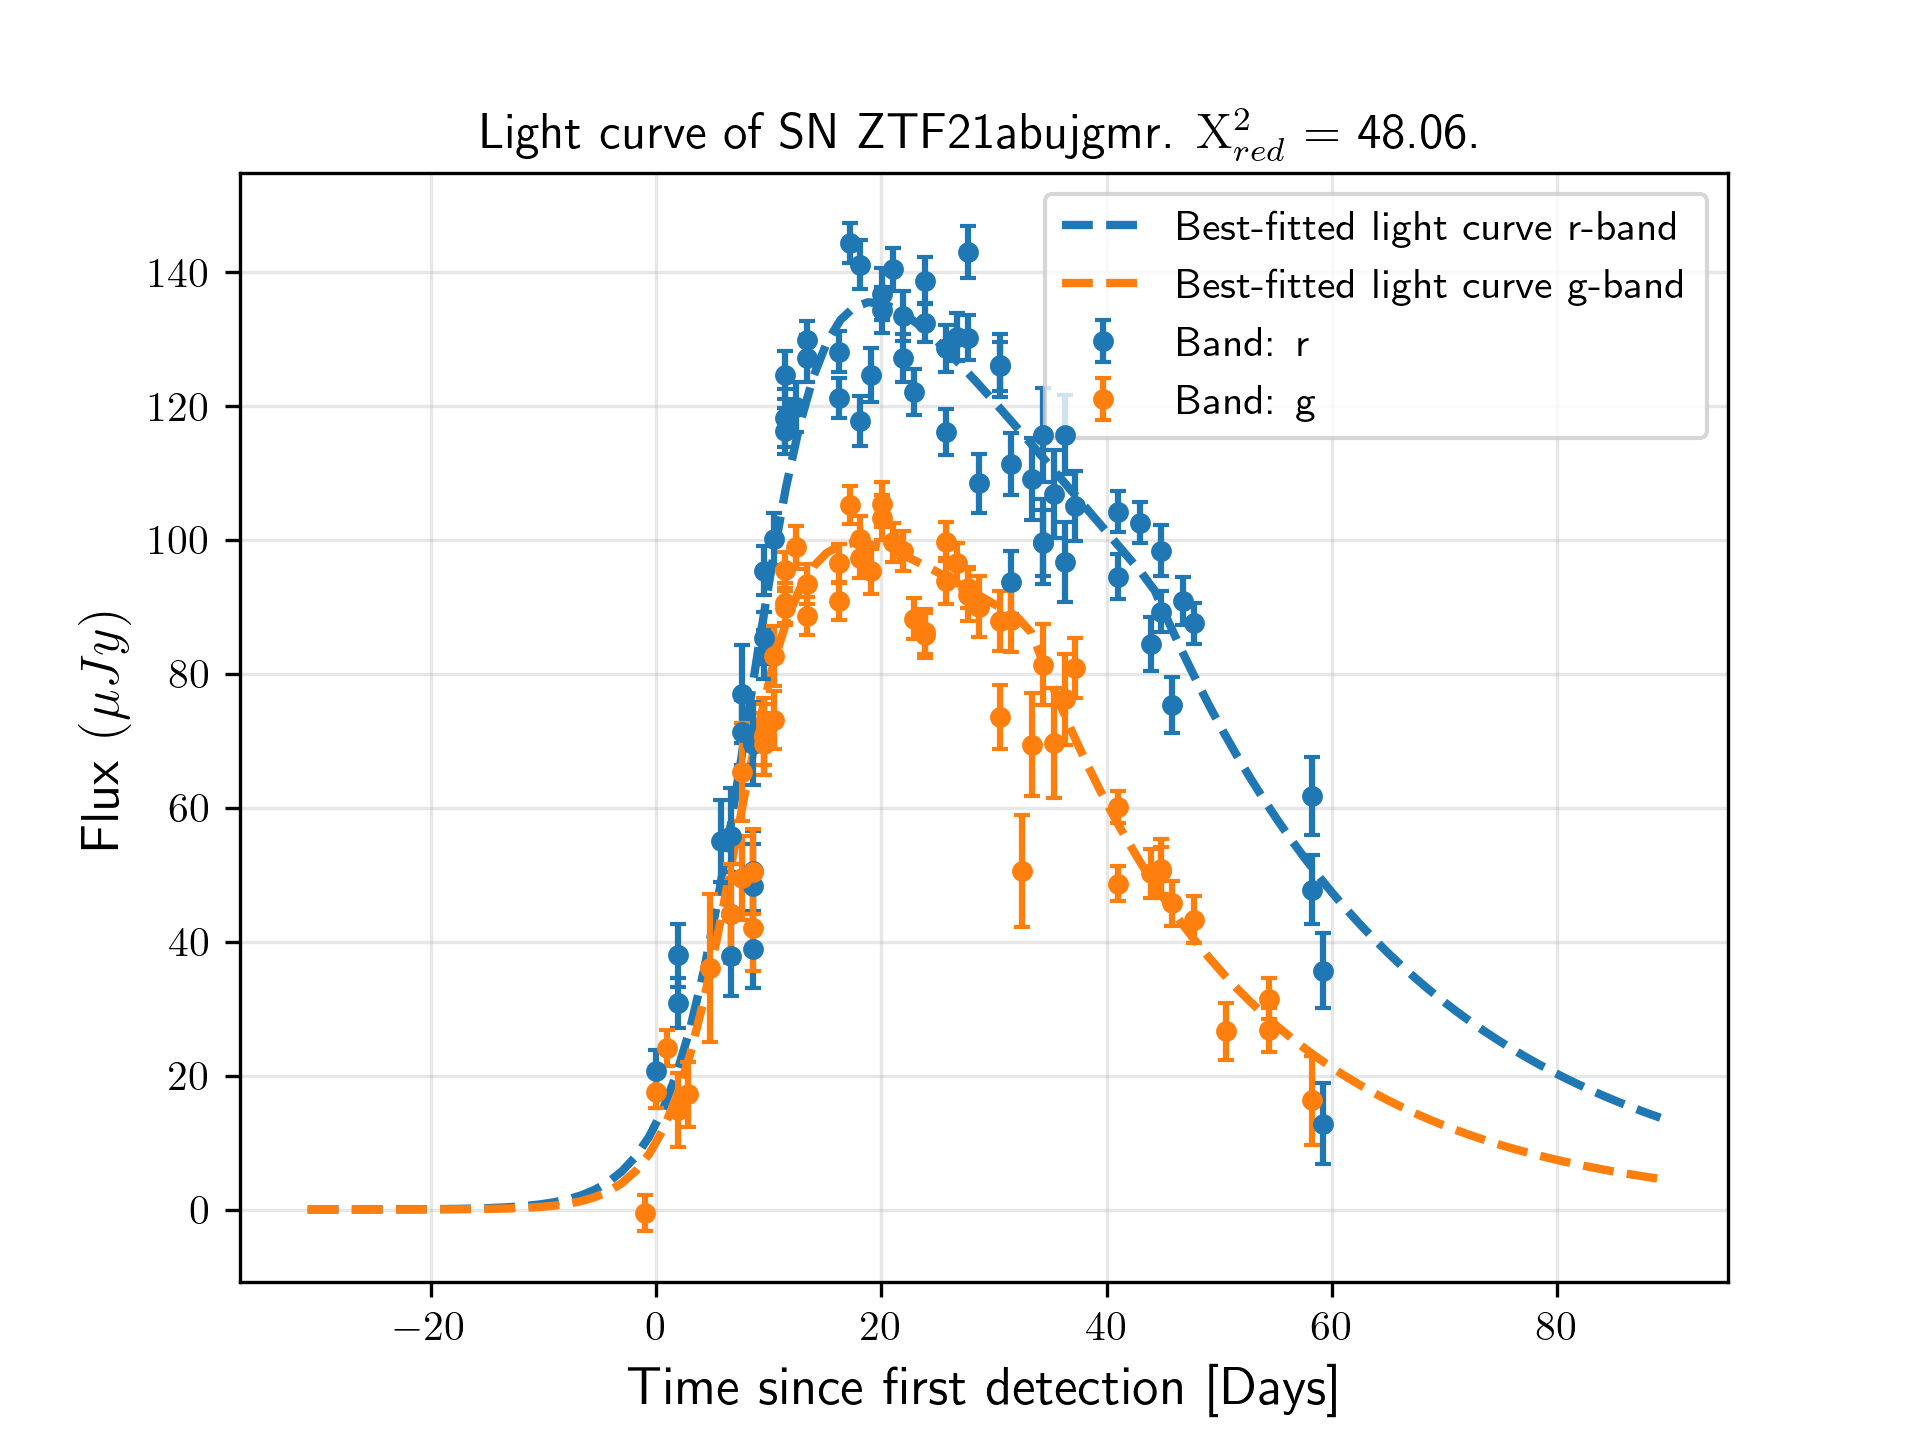 Light curve of SN ZTF21abujgmr. X²_red = 48.06.
Best-fitted light curve r-band
Best-fitted light curve g-band
Band: r
Band: g
Flux (μJy)
140
120
100
80
60
40
20
0
−20 0 20 40 60 80
Time since first detection [Days]